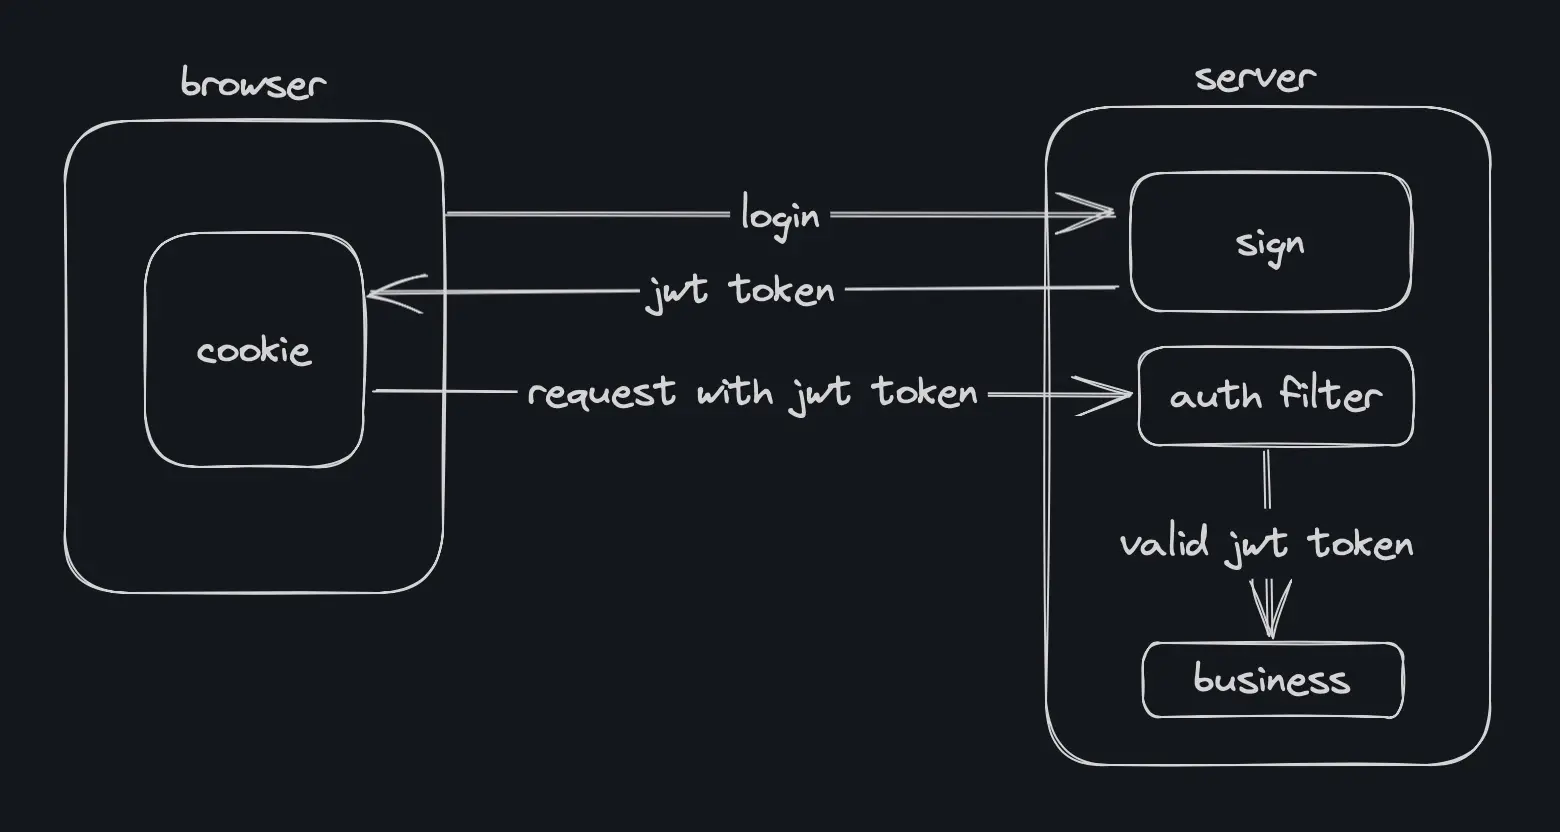 browser
server
login
sign
jwt token
cookie
request with jwt token
auth filter
valid jwt token
business